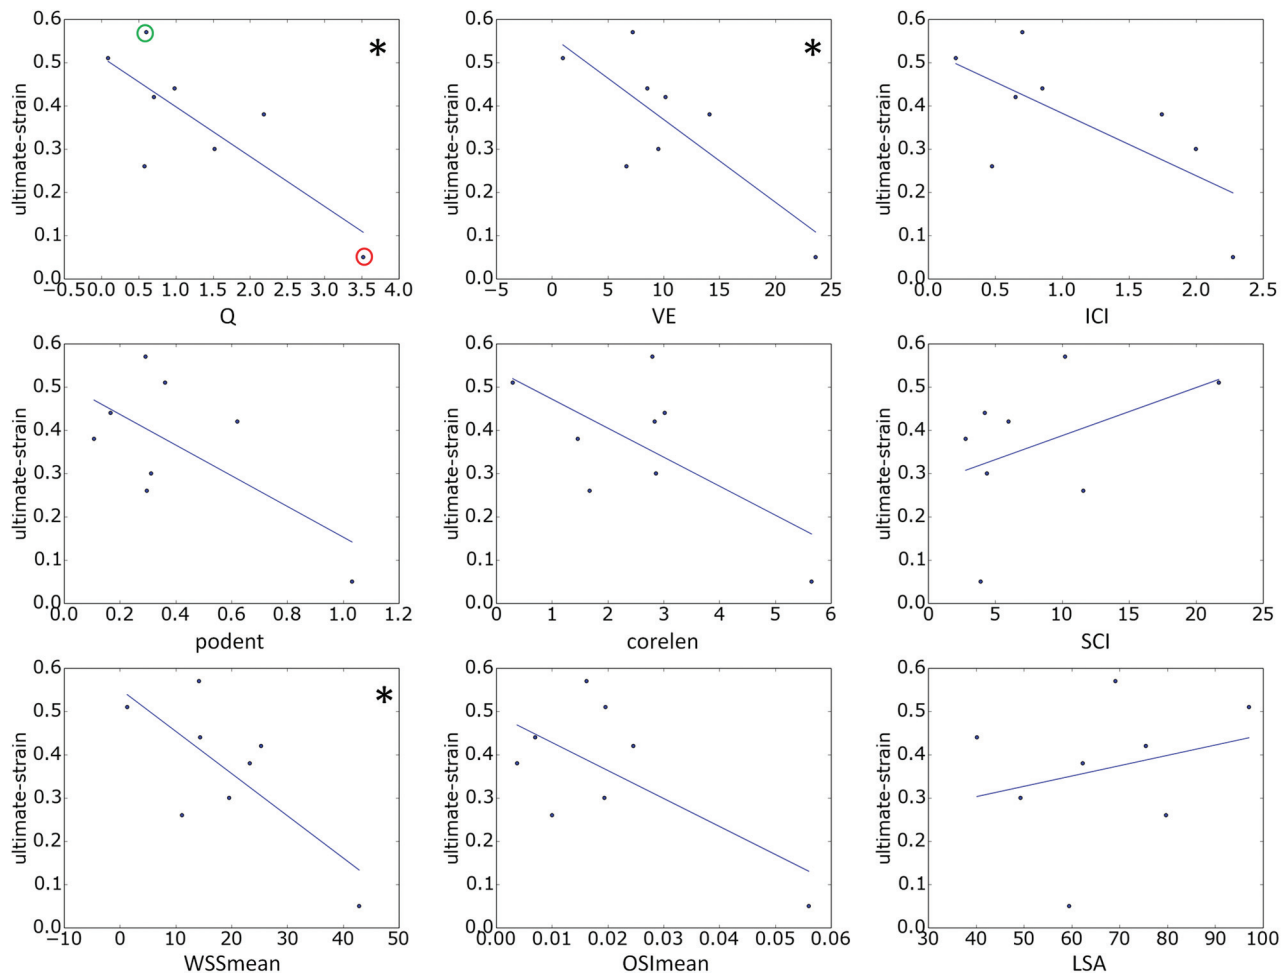 0.6
0.5
0.4
0.3
0.2
0.1
0.0
ultimate-strain
*
−0.5 0.0 0.5 1.0 1.5 2.0 2.5 3.0 3.5 4.0
Q
0.6
0.5
0.4
0.3
0.2
0.1
0.0
ultimate-strain
*
−5 0 5 10 15 20 25
VE
0.6
0.5
0.4
0.3
0.2
0.1
0.0
ultimate-strain
0.0 0.5 1.0 1.5 2.0 2.5
ICI
0.6
0.5
0.4
0.3
0.2
0.1
0.0
ultimate-strain
0.0 0.2 0.4 0.6 0.8 1.0 1.2
podent
0.6
0.5
0.4
0.3
0.2
0.1
0.0
ultimate-strain
0 1 2 3 4 5 6
corelen
0.6
0.5
0.4
0.3
0.2
0.1
0.0
ultimate-strain
0 5 10 15 20 25
SCI
0.6
0.5
0.4
0.3
0.2
0.1
0.0
ultimate-strain
*
−10 0 10 20 30 40 50
WSSmean
0.6
0.5
0.4
0.3
0.2
0.1
0.0
ultimate-strain
0.00 0.01 0.02 0.03 0.04 0.05 0.06
OSImean
0.6
0.5
0.4
0.3
0.2
0.1
0.0
ultimate-strain
30 40 50 60 70 80 90 100
LSA